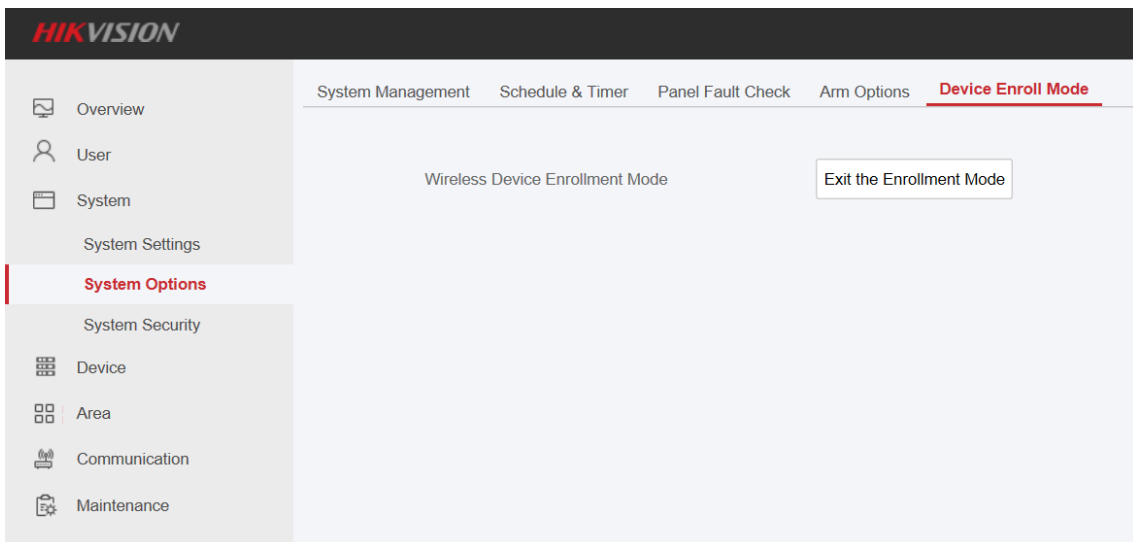 HIKVISION
System Management Schedule & Timer Panel Fault Check Arm Options Device Enroll Mode
Overview
User
Wireless Device Enrollment Mode Exit the Enrollment Mode
System
System Settings
System Options
System Security
Device
Area
Communication
Maintenance